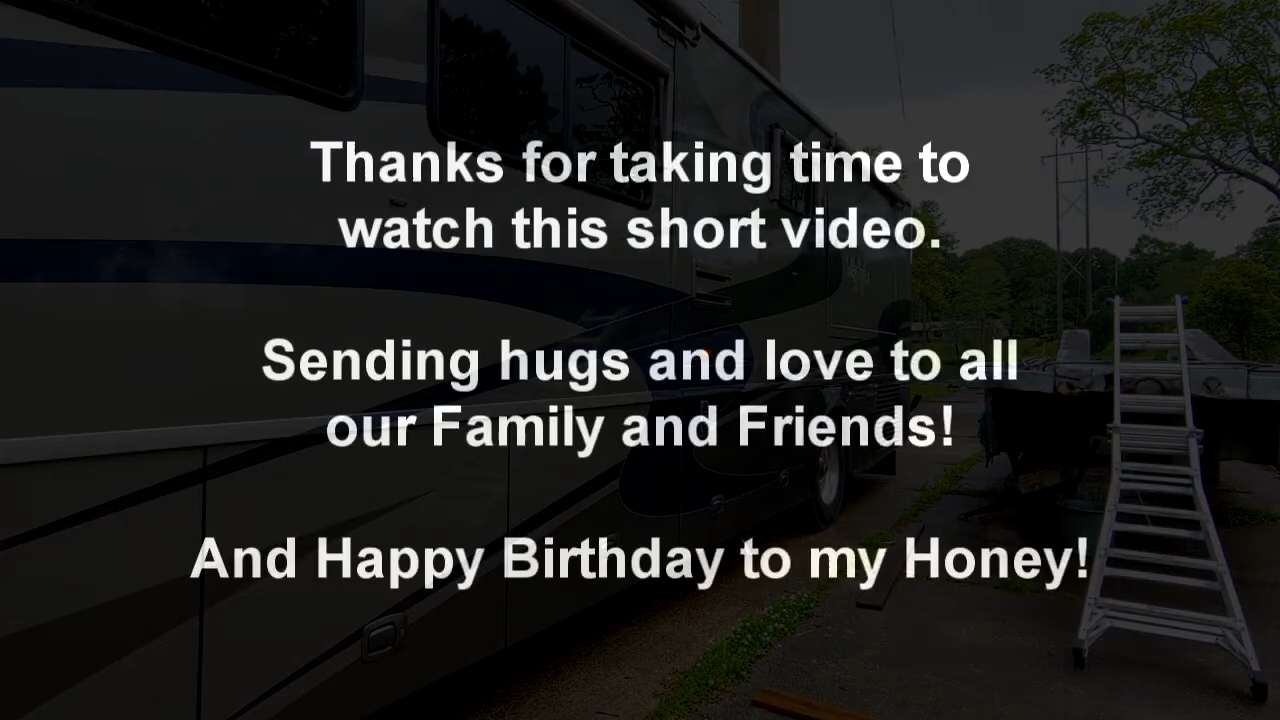 Thanks for taking time to
watch this short video.
Sending hugs and love to all
our Family and Friends!
And Happy Birthday to my Honey!